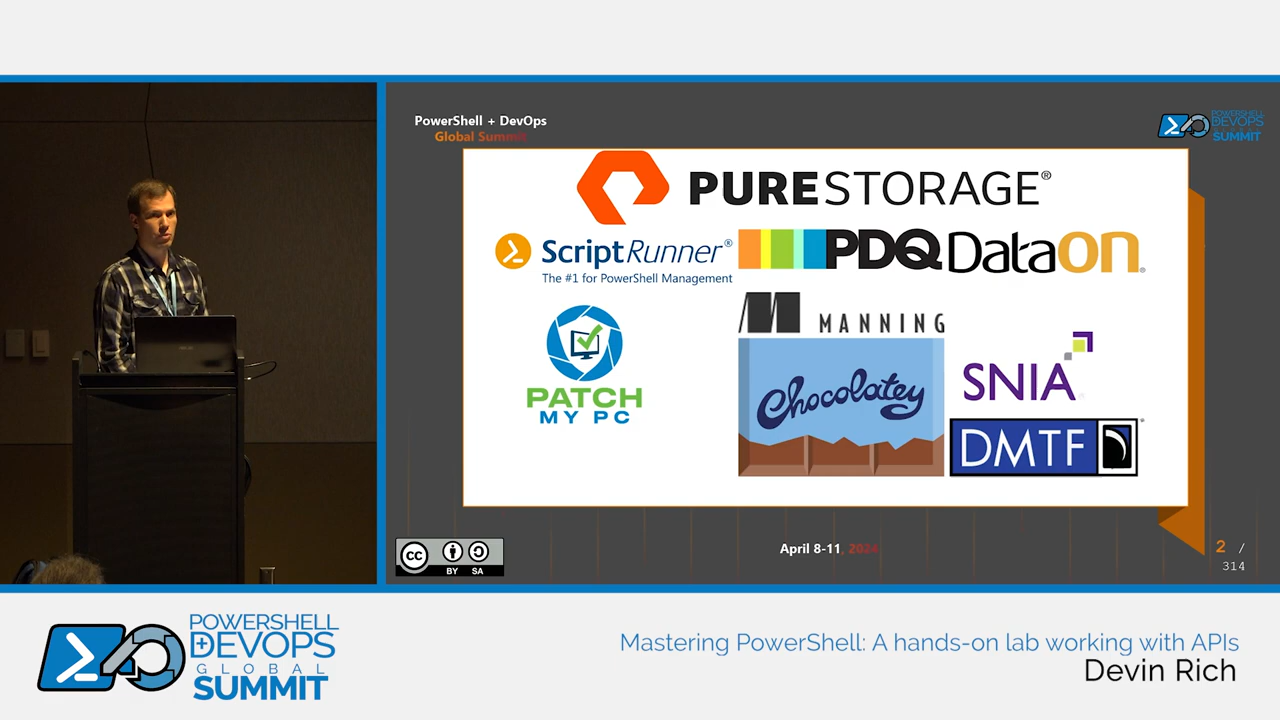 PowerShell + DevOps
Global Summit
POWERSHELL
DEVOPS
SUMMIT
PURESTORAGE®
ScriptRunner®
The #1 for PowerShell Management
PDQ
DataON®
PATCH
MY PC
MANNING
Chocolatey
SNIA
DMTF
cc
BY SA
April 8-11, 2024
2 /
314
POWERSHELL
+DEVOPS
GLOBAL
SUMMIT
Mastering PowerShell: A hands-on lab working with APIs
Devin Rich